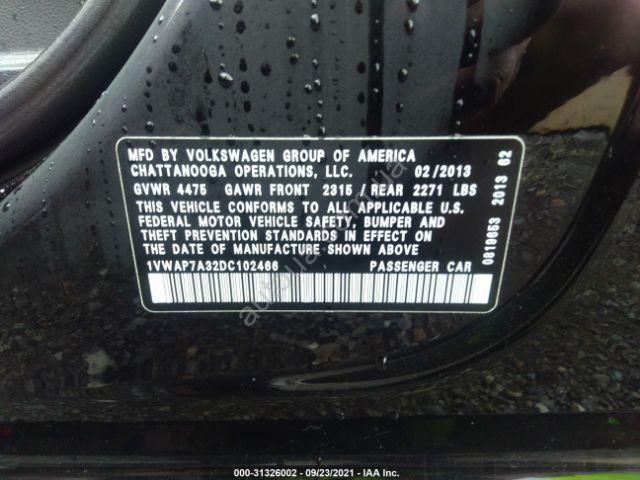 MFD BY VOLKSWAGEN GROUP OF AMERICA
CHATTANOOGA OPERATIONS, LLC. 02/2013
GVWR 4475 GAWR FRONT 2315 / REAR 2271 LBS
THIS VEHICLE CONFORMS TO ALL APPLICABLE U.S.
FEDERAL MOTOR VEHICLE SAFETY, BUMPER AND
THEFT PREVENTION STANDARDS IN EFFECT ON
THE DATE OF MANUFACTURE SHOWN ABOVE
1VWAP7A32DC102466 PASSENGER CAR
0819653 2013 62
000-31326002 - 09/23/2021 - IAA Inc.